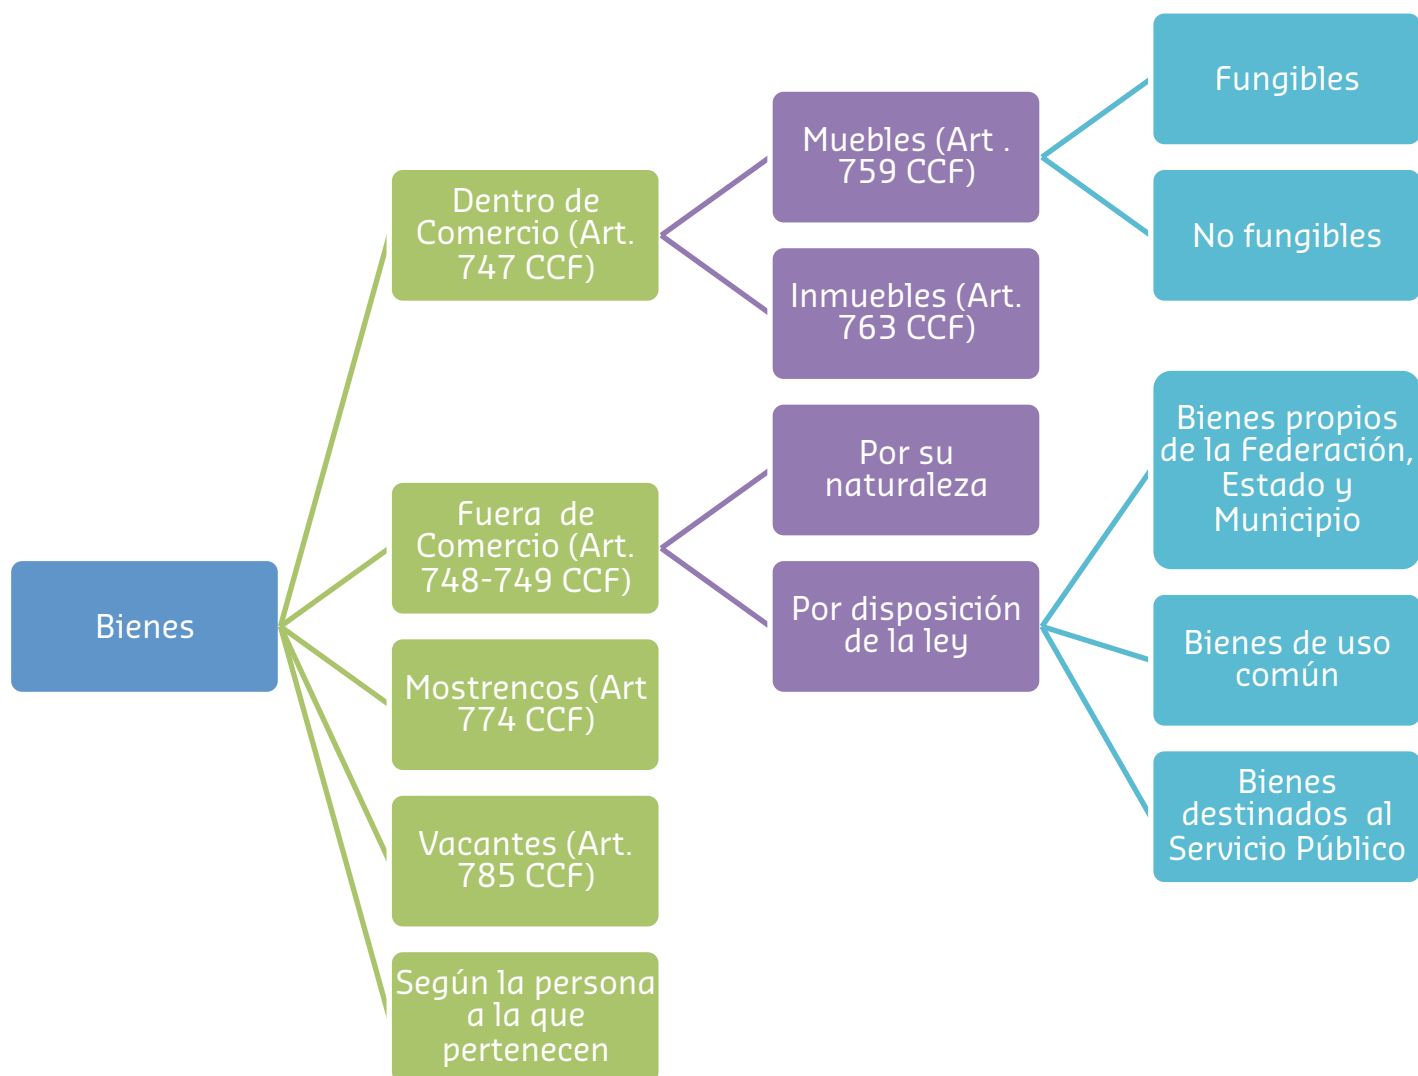 Bienes
Dentro de
Comercio (Art.
747 CCF)
Muebles (Art .
759 CCF)
Fungibles
No fungibles
Inmuebles (Art.
763 CCF)
Fuera  de
Comercio (Art.
748-749 CCF)
Por su
naturaleza
Por disposición
de la ley
Bienes propios
de la Federación,
Estado y
Municipio
Bienes de uso
común
Bienes
destinados  al
Servicio Público
Mostrencos (Art
774 CCF)
Vacantes (Art.
785 CCF)
Según la persona
a la que
pertenecen